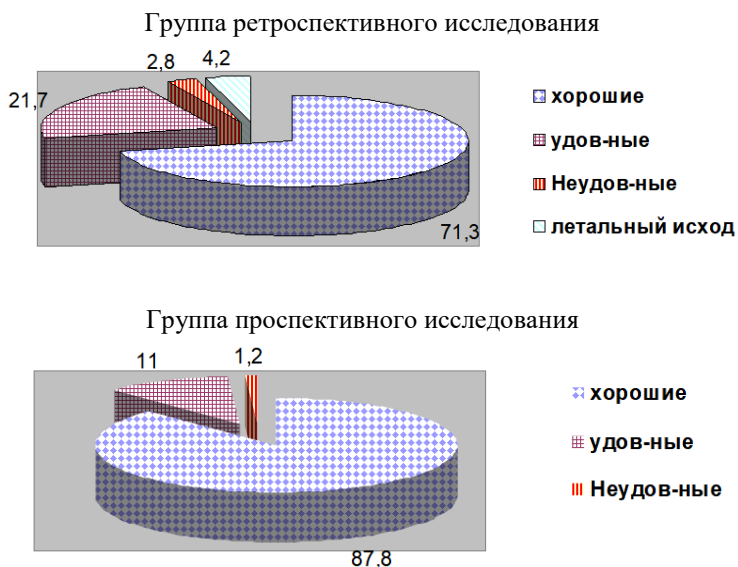 Группа ретроспективного исследования
2,8 4,2
21,7
71,3
хорошие
удов-ные
Неудов-ные
летальный исход
Группа проспективного исследования
11 1,2
87,8
хорошие
удов-ные
Неудов-ные